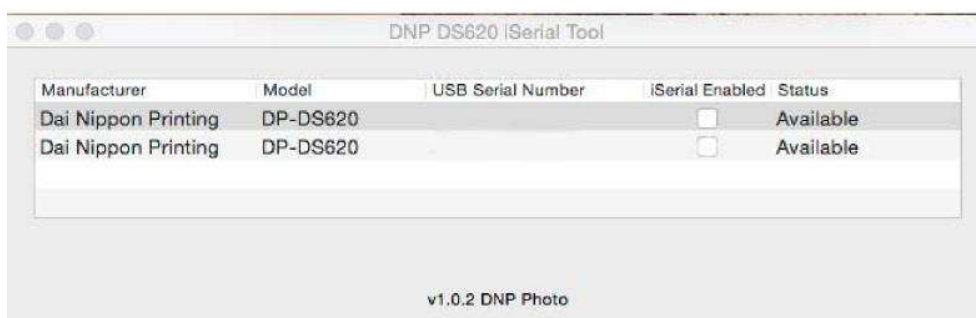 DNP DS620 iSerial Tool
Manufacturer Model USB Serial Number iSerial Enabled Status
Dai Nippon Printing DP-DS620 Available
Dai Nippon Printing DP-DS620 Available
v1.0.2 DNP Photo